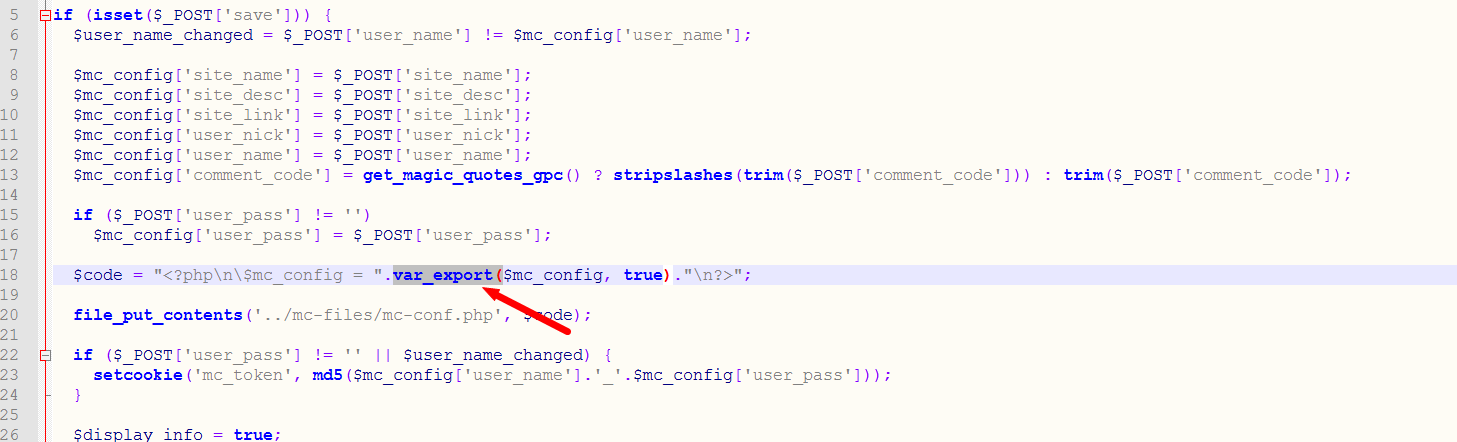 5 if (isset($_POST['save'])) {
6 $user_name_changed = $_POST['user_name'] != $mc_config['user_name'];
7
8 $mc_config['site_name'] = $_POST['site_name'];
9 $mc_config['site_desc'] = $_POST['site_desc'];
10 $mc_config['site_link'] = $_POST['site_link'];
11 $mc_config['user_nick'] = $_POST['user_nick'];
12 $mc_config['user_name'] = $_POST['user_name'];
13 $mc_config['comment_code'] = get_magic_quotes_gpc() ? stripslashes(trim($_POST['comment_code'])) : trim($_POST['comment_code']);
14
15 if ($_POST['user_pass'] != '')
16 $mc_config['user_pass'] = $_POST['user_pass'];
17
18 $code = "<?php\n\$mc_config = ".var_export($mc_config, true)."\n?>";
19
20 file_put_contents('../mc-files/mc-conf.php', $code);
21
22 if ($_POST['user_pass'] != '' || $user_name_changed) {
23 setcookie('mc_token', md5($mc_config['user_name'].'_'.$mc_config['user_pass']));
24 }
25
26 $display_info = true;